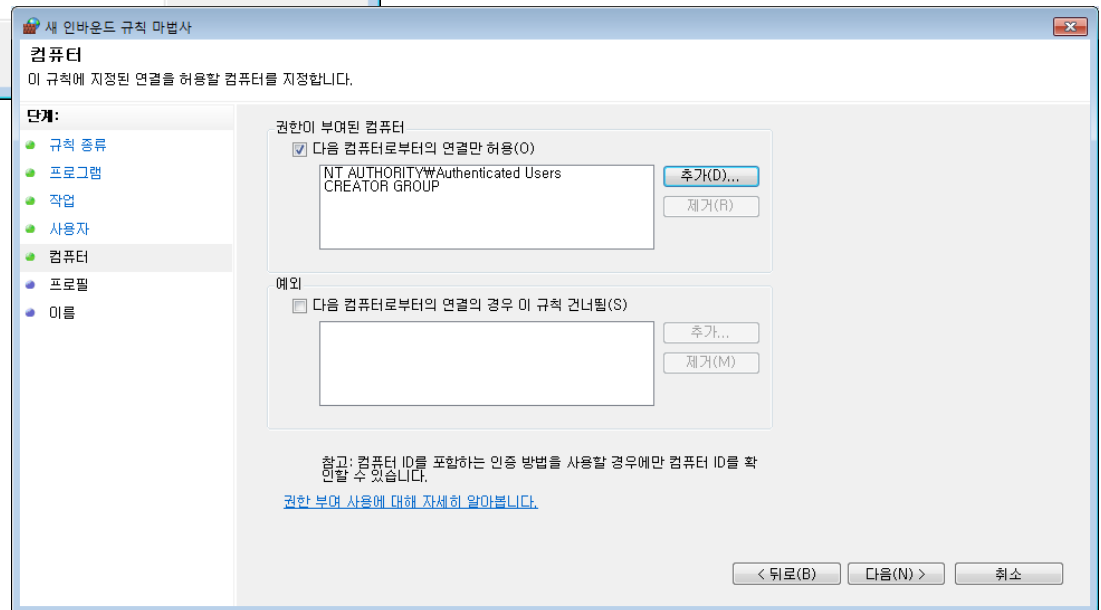 새 인바운드 규칙 마법사
컴퓨터
이 규칙에 지정된 연결을 허용할 컴퓨터를 지정합니다.
단계:
규칙 종류
프로그램
작업
사용자
컴퓨터
프로필
이름
권한이 부여된 컴퓨터
다음 컴퓨터로부터의 연결만 허용(O)
NT AUTHORITY₩Authenticated Users
CREATOR GROUP
추가(D)...
제거(R)
예외
다음 컴퓨터로부터의 연결의 경우 이 규칙 건너뜀(S)
추가...
제거(M)
참고: 컴퓨터 ID를 포함하는 인증 방법을 사용할 경우에만 컴퓨터 ID를 확
인할 수 있습니다.
권한 부여 사용에 대해 자세히 알아봅니다.
< 뒤로(B)
다음(N) >
취소